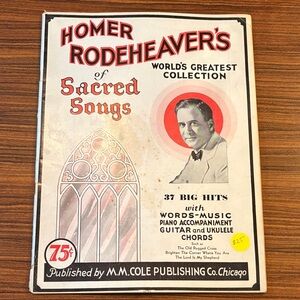 HOMER
RODEHEAVER'S
WORLD'S GREATEST
COLLECTION
of
Sacred
Songs
37 BIG HITS
with
WORDS-MUSIC
PIANO ACCOMPANIMENT
GUITAR and UKULELE
CHORDS
Such as
The Old Rugged Cross
Brighten The Corner Where You Are
The Lord Is My Shepherd
75¢
Published by M.M. COLE PUBLISHING Co. Chicago